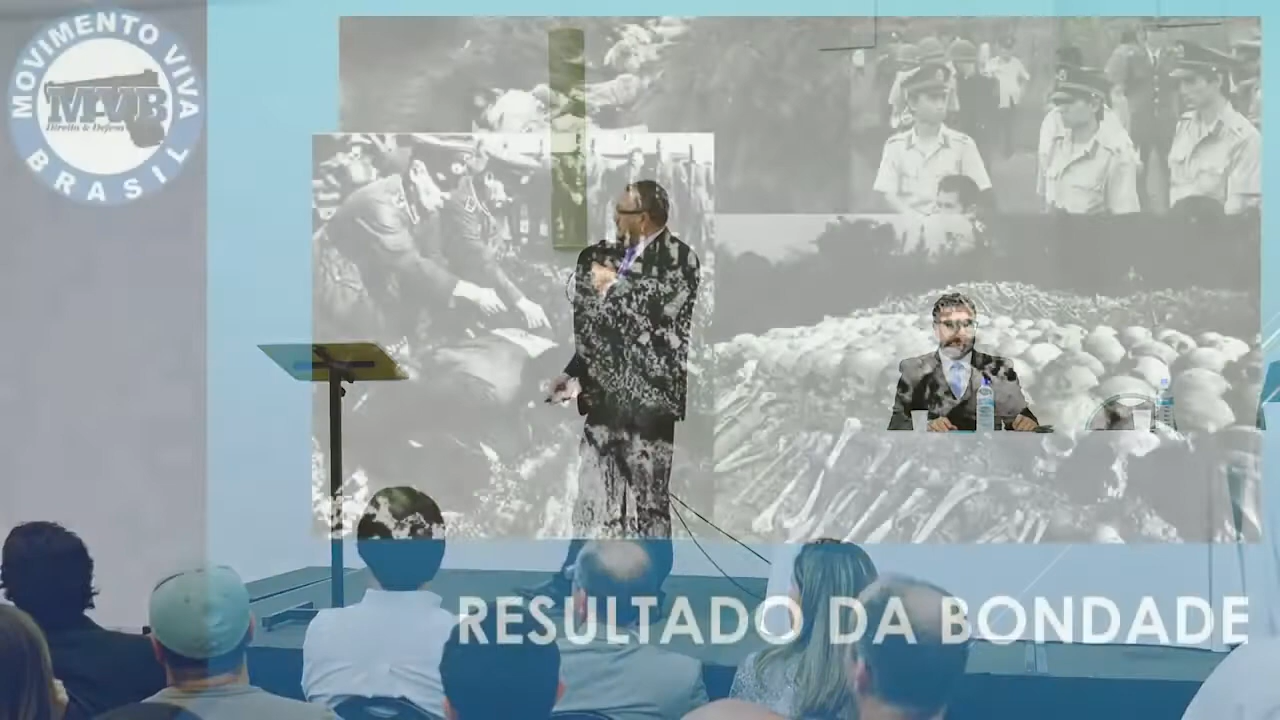 MOVIMENTO VIVA
MVB
Direito & Defesa
BRASIL
RESULTADO DA BONDADE